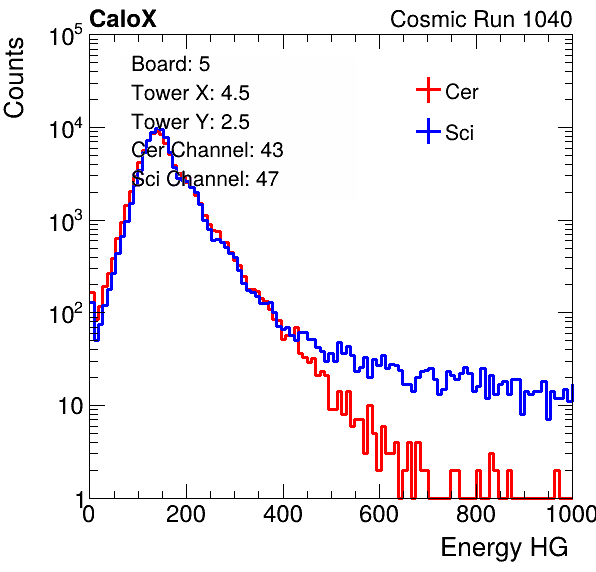 CaloX Cosmic Run 1040
Counts
Board: 5
Tower X: 4.5
Tower Y: 2.5
Cer Channel: 43
Sci Channel: 47
Cer
Sci
10^5
10^4
10^3
10^2
10
1
0 200 400 600 800 1000
Energy HG